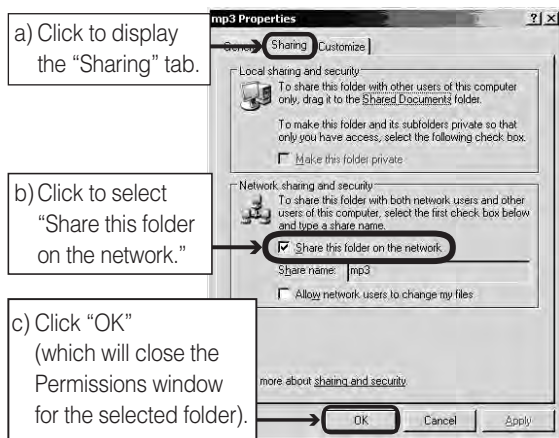 mp3 Properties
? X
a) Click to display
the “Sharing” tab.
Sharing
Customize
Local sharing and security
To share this folder with other users of this computer
only, drag it to the Shared Documents folder.
To make this folder and its subfolders private so that
only you have access, select the following check box.
Make this folder private
b) Click to select
“Share this folder
on the network.”
Network sharing and security
To share this folder with both network users and other
users of this computer, select the first check box below
and type a share name.
Share this folder on the network
Share name: mp3
Allow network users to change my files
c) Click “OK”
(which will close the
Permissions window
for the selected folder).
more about sharing and security.
OK Cancel Apply